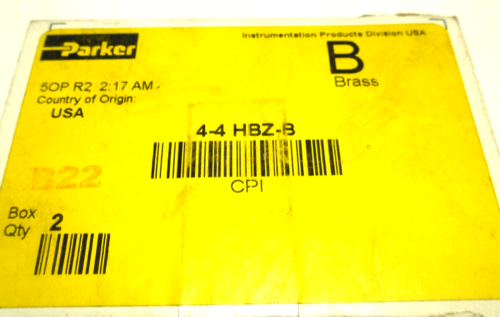 Parker
Instrumentation Products Division USA
B
Brass
5OP R2 2:17 AM
Country of Origin:
USA
4-4 HBZ-B
CPI
B22
Box
Qty 2